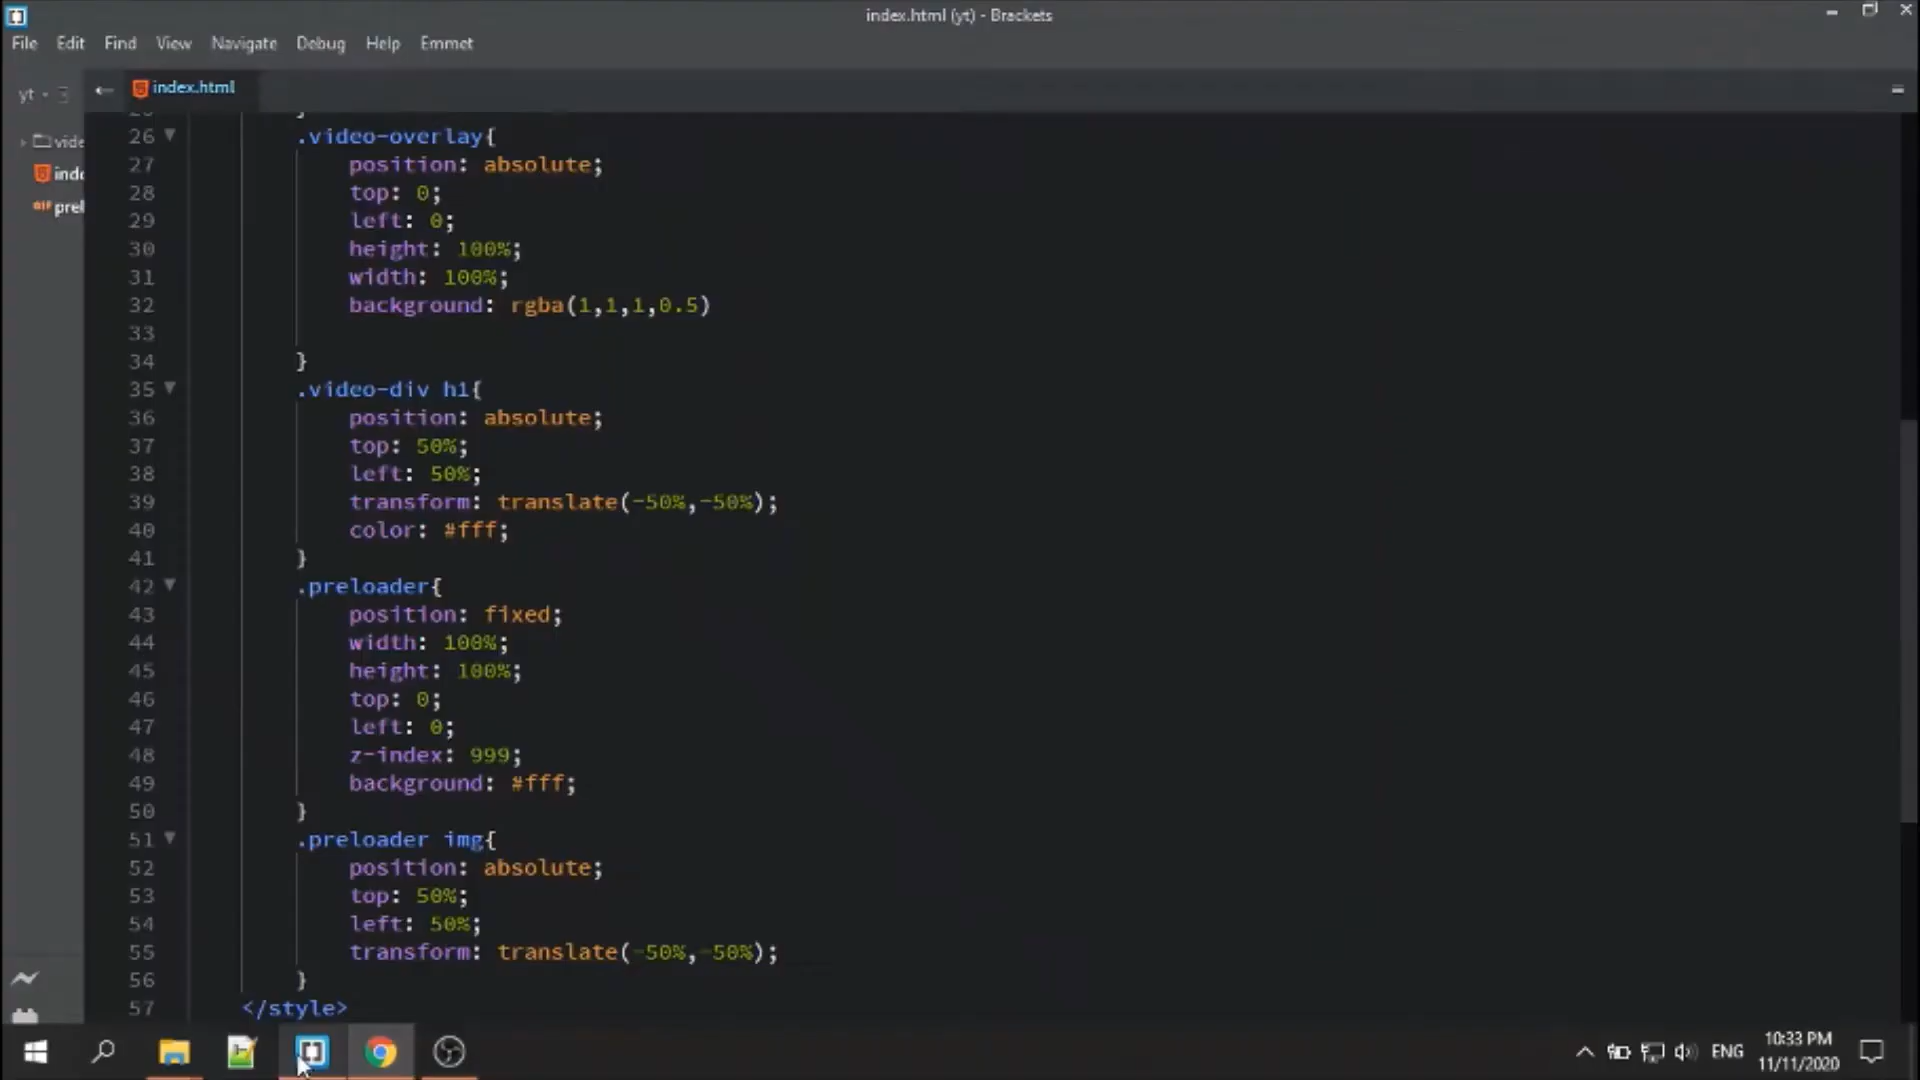 index.html (yt) - Brackets
File Edit Find View Navigate Debug Help Emmet
yt
index.html
vide
inde
prel
26 .video-overlay{
27 position: absolute;
28 top: 0;
29 left: 0;
30 height: 100%;
31 width: 100%;
32 background: rgba(1,1,1,0.5)
33
34 }
35 .video-div h1{
36 position: absolute;
37 top: 50%;
38 left: 50%;
39 transform: translate(-50%,-50%);
40 color: #fff;
41 }
42 .preloader{
43 position: fixed;
44 width: 100%;
45 height: 100%;
46 top: 0;
47 left: 0;
48 z-index: 999;
49 background: #fff;
50 }
51 .preloader img{
52 position: absolute;
53 top: 50%;
54 left: 50%;
55 transform: translate(-50%,-50%);
56 }
57 </style>
ENG
10:33 PM
11/11/2020